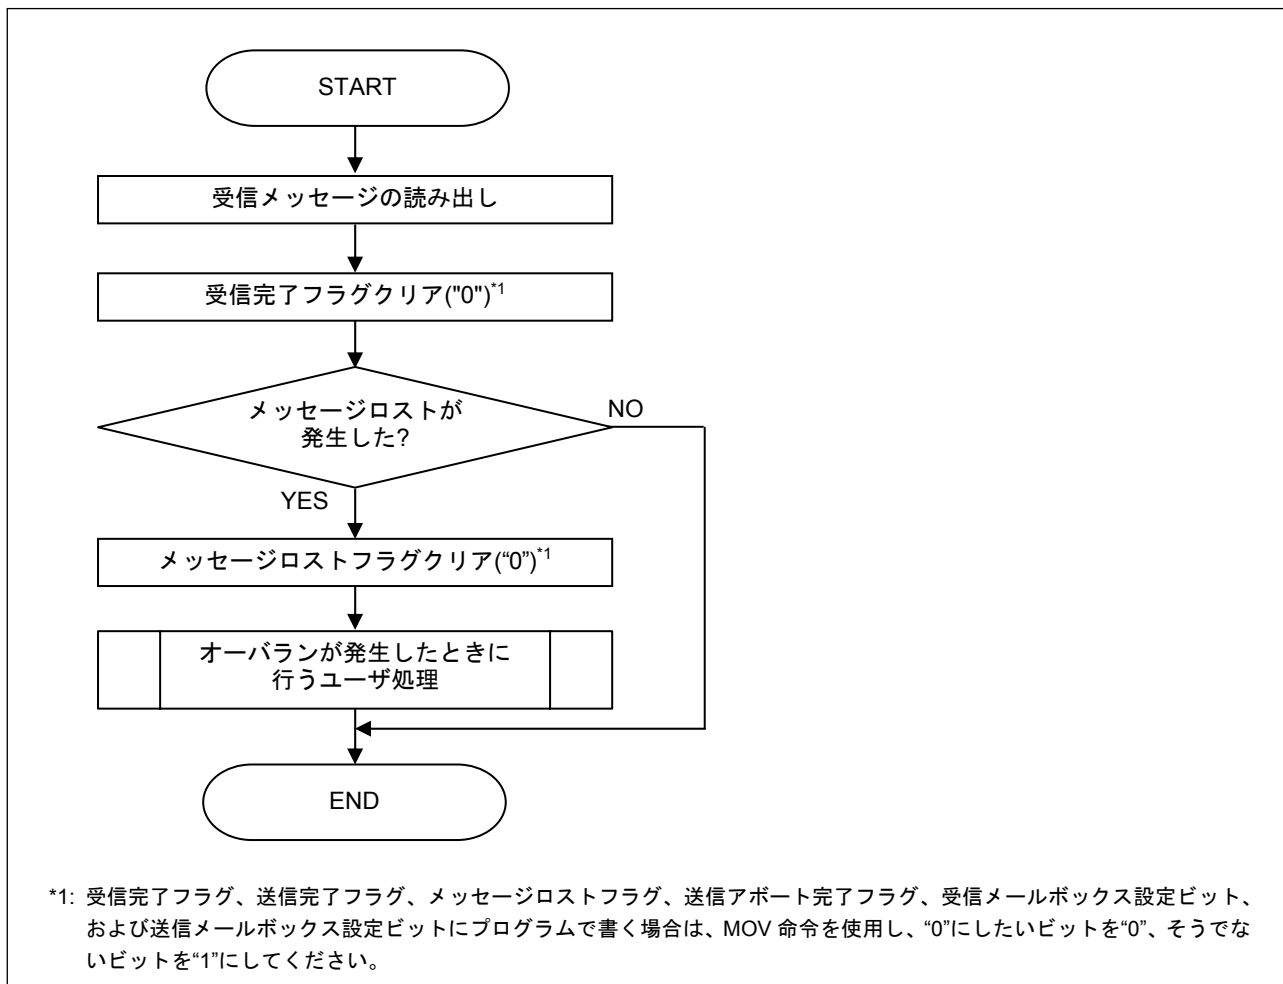 START
受信メッセージの読み出し
受信完了フラグクリア("0")*1
メッセージロストが
発生した?
NO
YES
メッセージロストフラグクリア(“0”)*1
オーバランが発生したときに
行うユーザ処理
END
*1: 受信完了フラグ、送信完了フラグ、メッセージロストフラグ、送信アボート完了フラグ、受信メールボックス設定ビット、
および送信メールボックス設定ビットにプログラムで書く場合は、MOV 命令を使用し、“0”にしたいビットを“0”、そうでな
いビットを“1”にしてください。